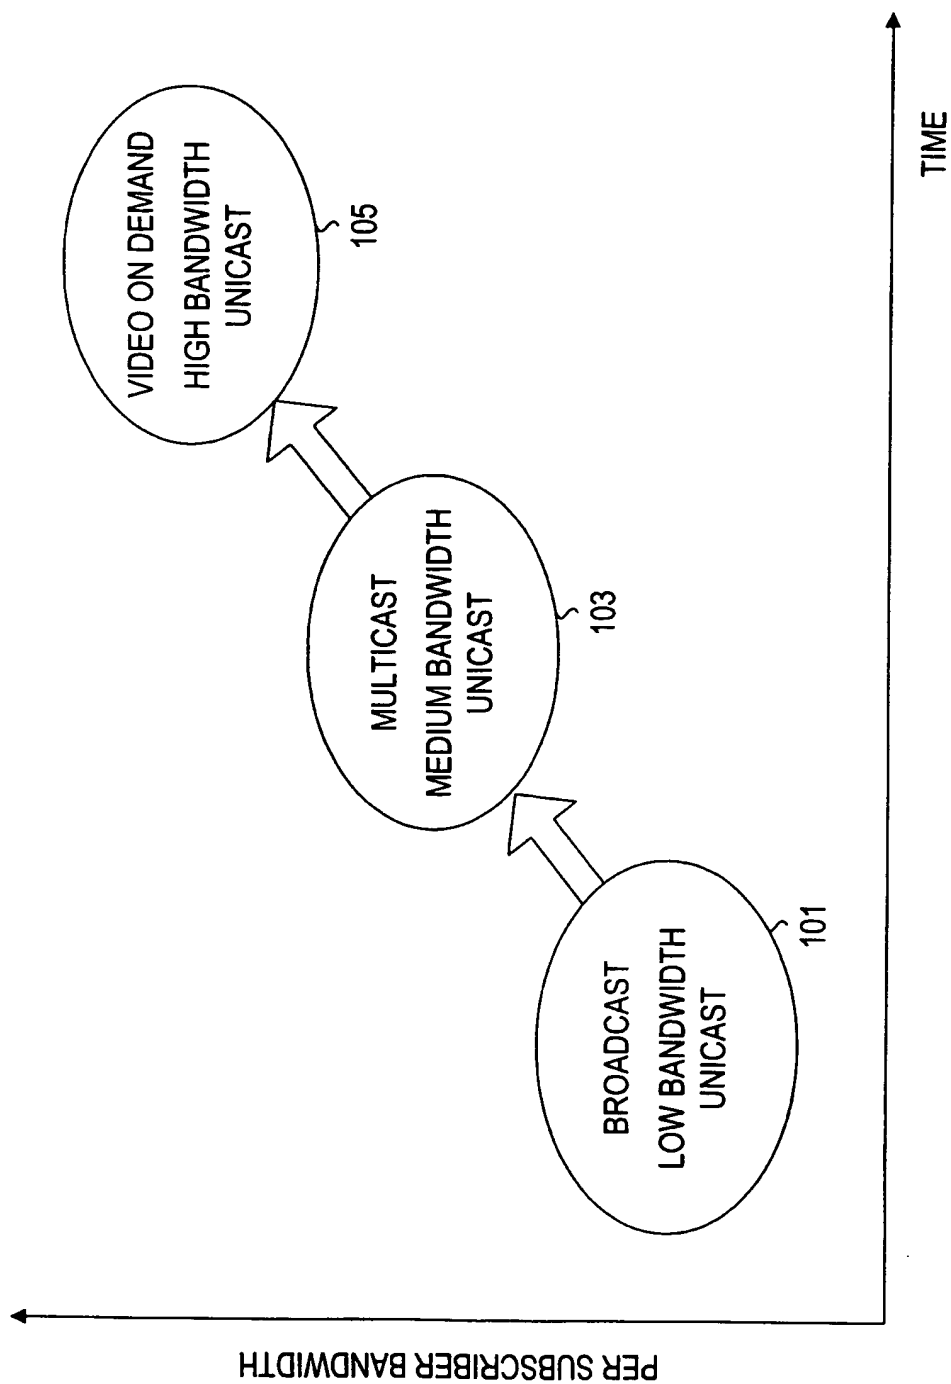 PER SUBSCRIBER BANDWIDTH
VIDEO ON DEMAND
HIGH BANDWIDTH
UNICAST
105
MULTICAST
MEDIUM BANDWIDTH
UNICAST
103
BROADCAST
LOW BANDWIDTH
UNICAST
101
TIME